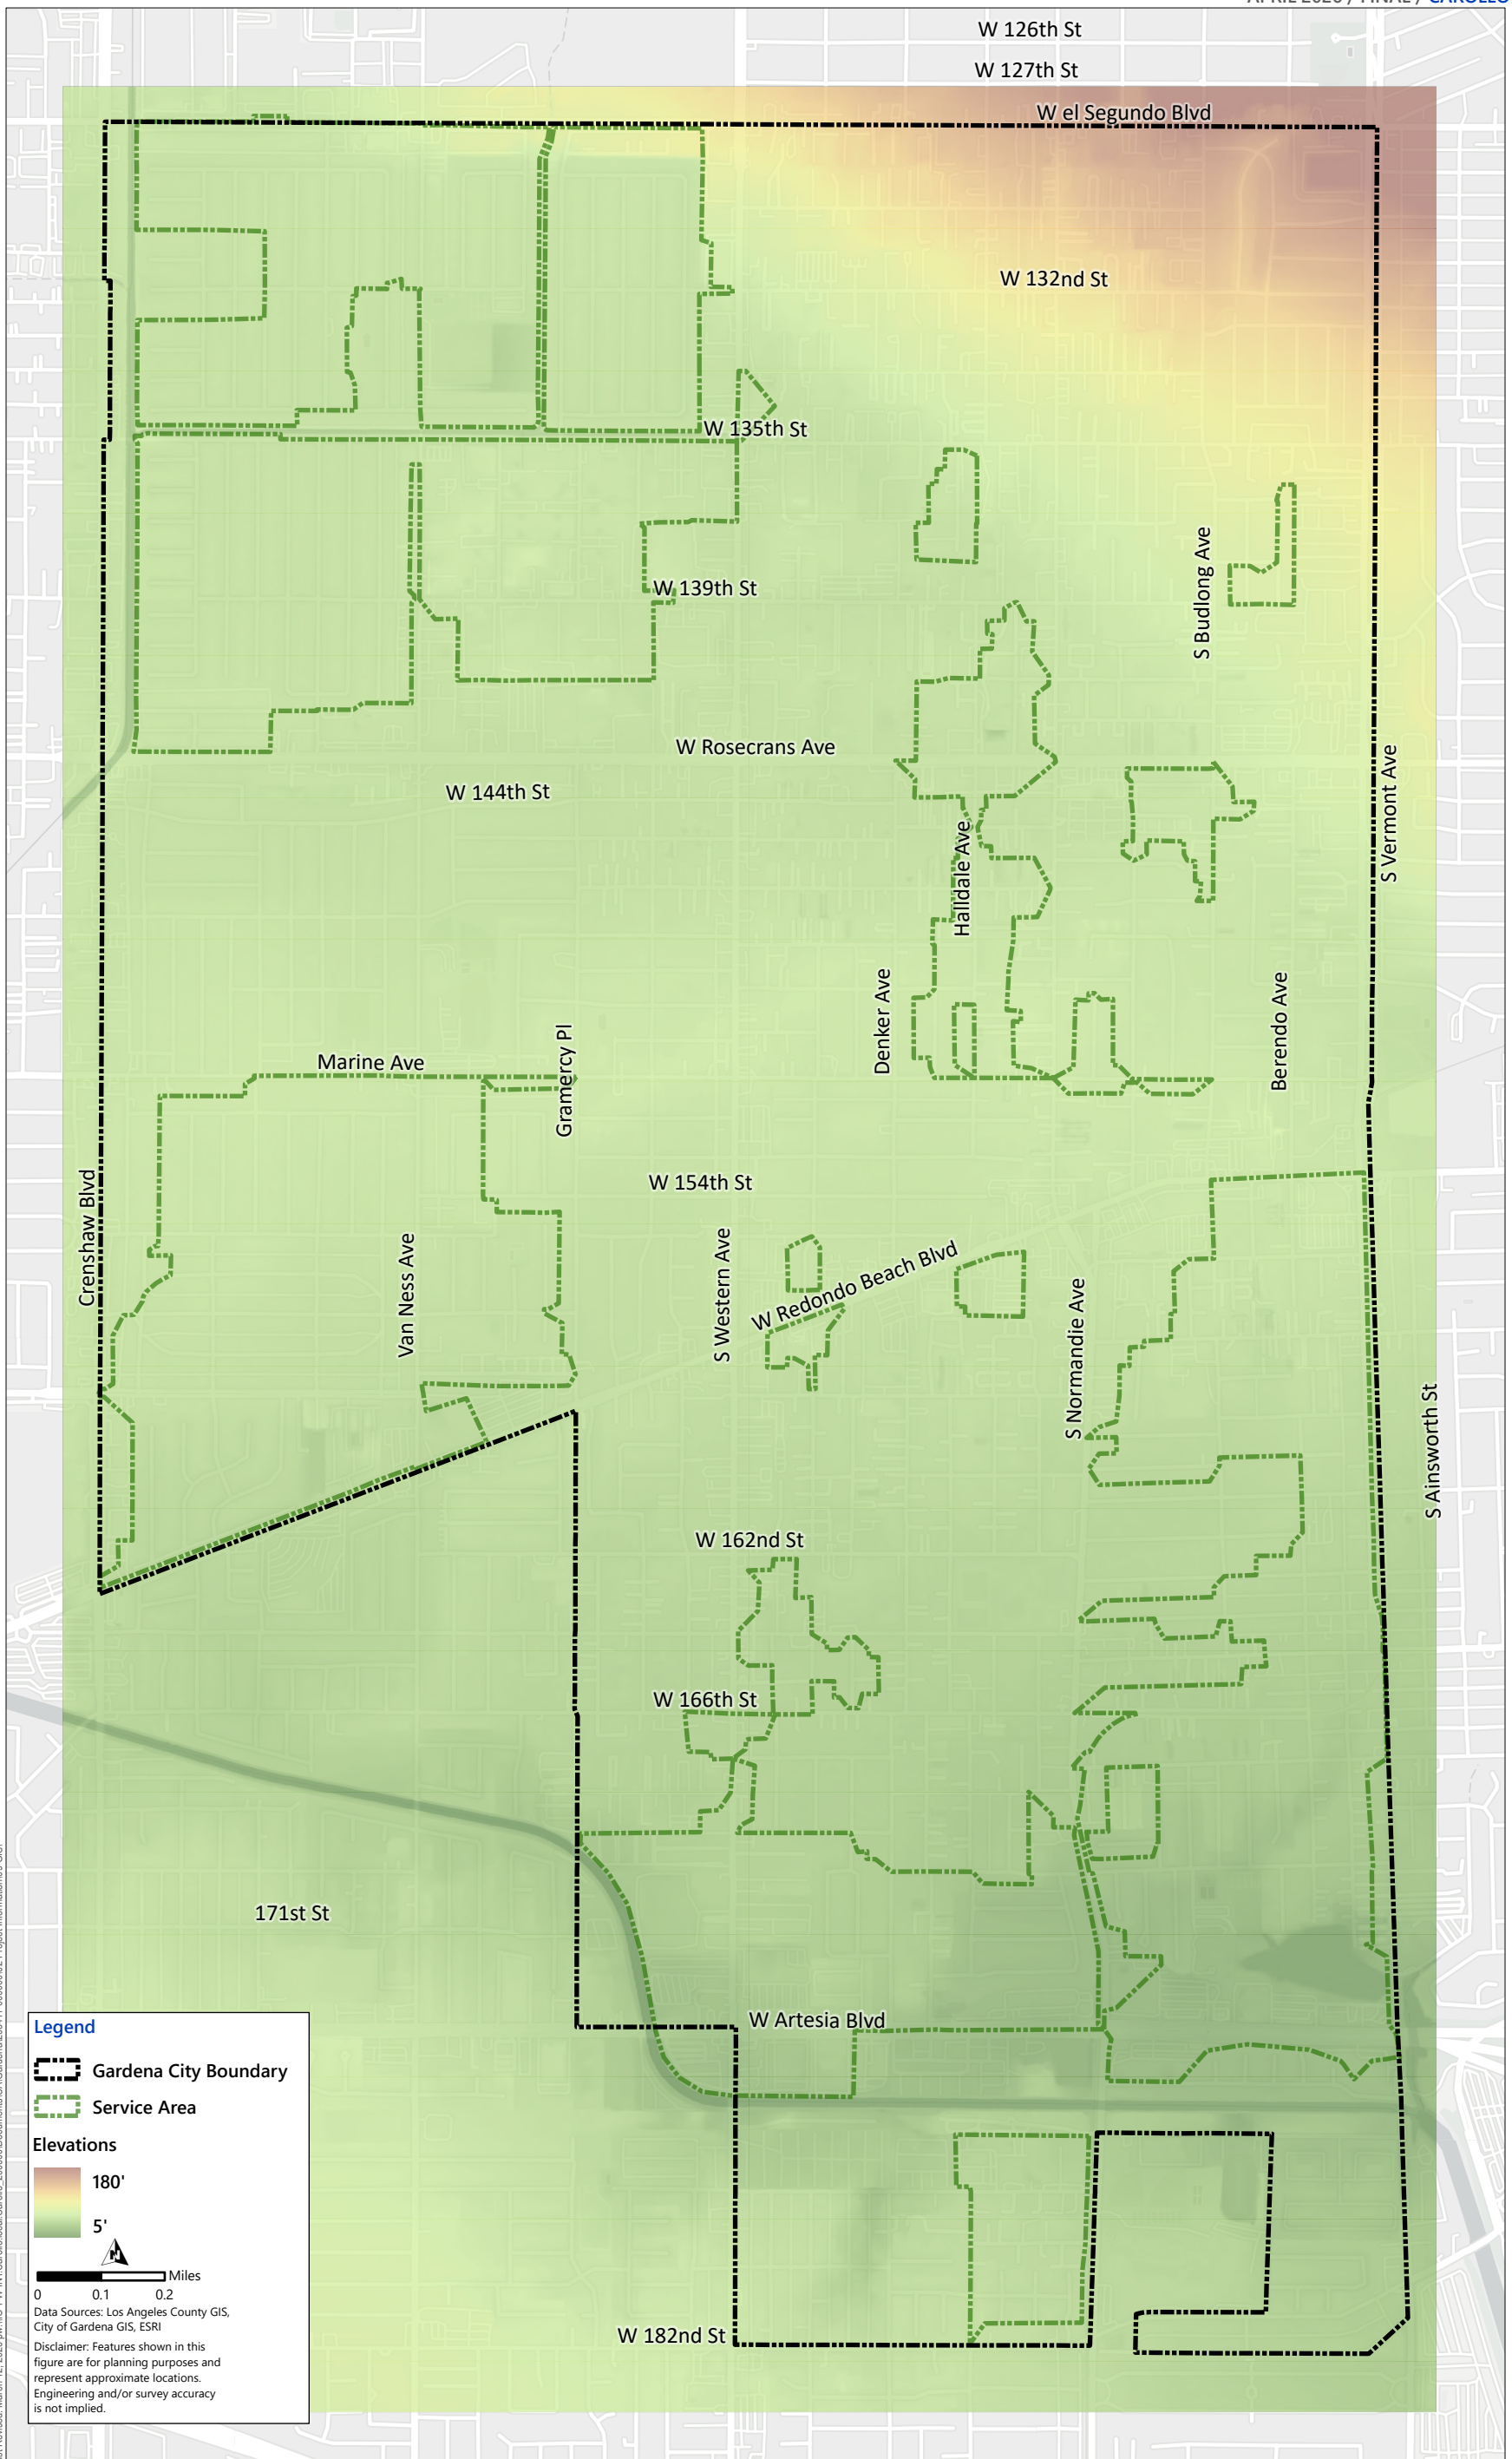 W 126th St
W 127th St
W el Segundo Blvd
W 132nd St
W 135th St
S Budlong Ave
W 139th St
W Rosecrans Ave
S Vermont Ave
W 144th St
Halldale Ave
Denker Ave
Berendo Ave
Gramercy Pl
Marine Ave
Crenshaw Blvd
W 154th St
Van Ness Ave
S Western Ave
W Redondo Beach Blvd
S Normandie Ave
S Ainsworth St
W 162nd St
W 166th St
171st St
W Artesia Blvd
W 182nd St
Legend
Gardena City Boundary
Service Area
Elevations
180'
5'
N
Miles
0 0.1 0.2
Data Sources: Los Angeles County GIS,
City of Gardena GIS, ESRI
Disclaimer: Features shown in this
figure are for planning purposes and
represent approximate locations.
Engineering and/or survey accuracy
is not implied.